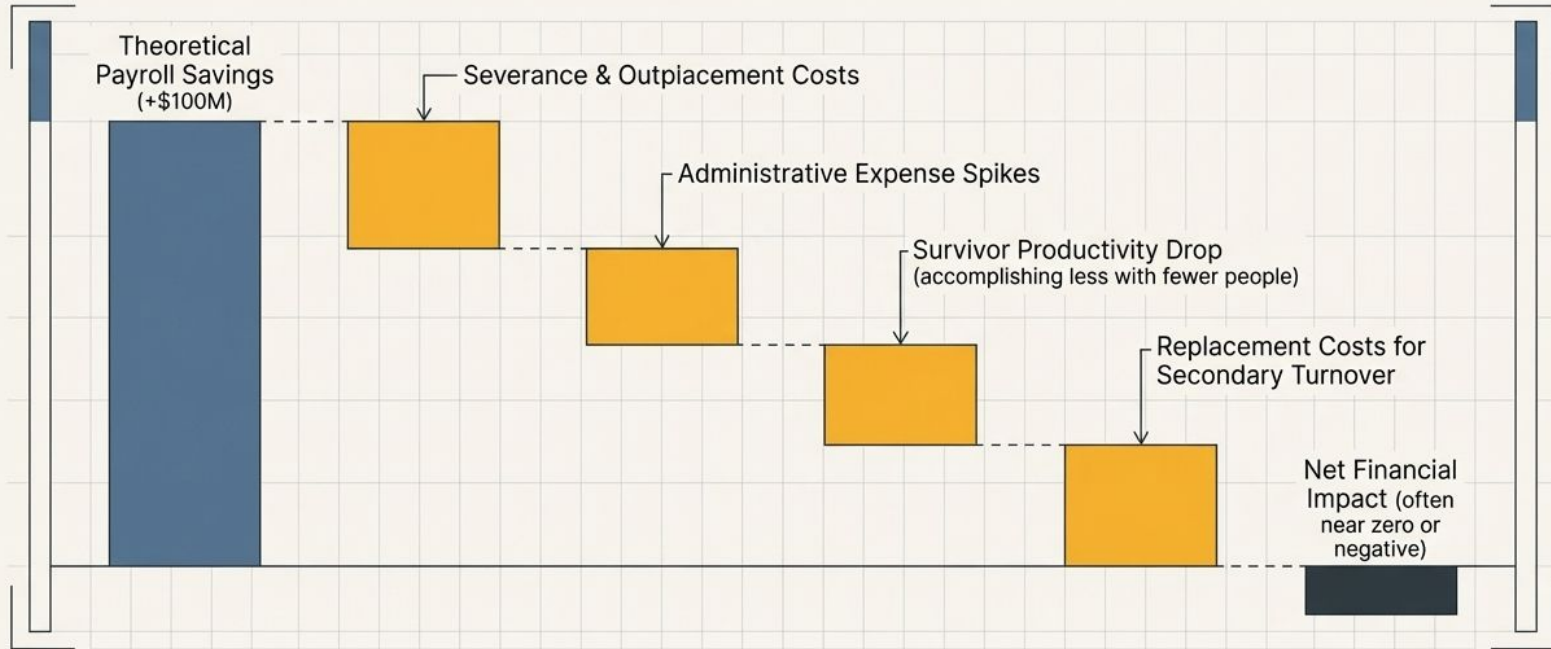 Theoretical
Payroll Savings
(+$100M)
Severance & Outplacement Costs
Administrative Expense Spikes
Survivor Productivity Drop
(accomplishing less with fewer people)
Replacement Costs for
Secondary Turnover
Net Financial
Impact (often
near zero or
negative)